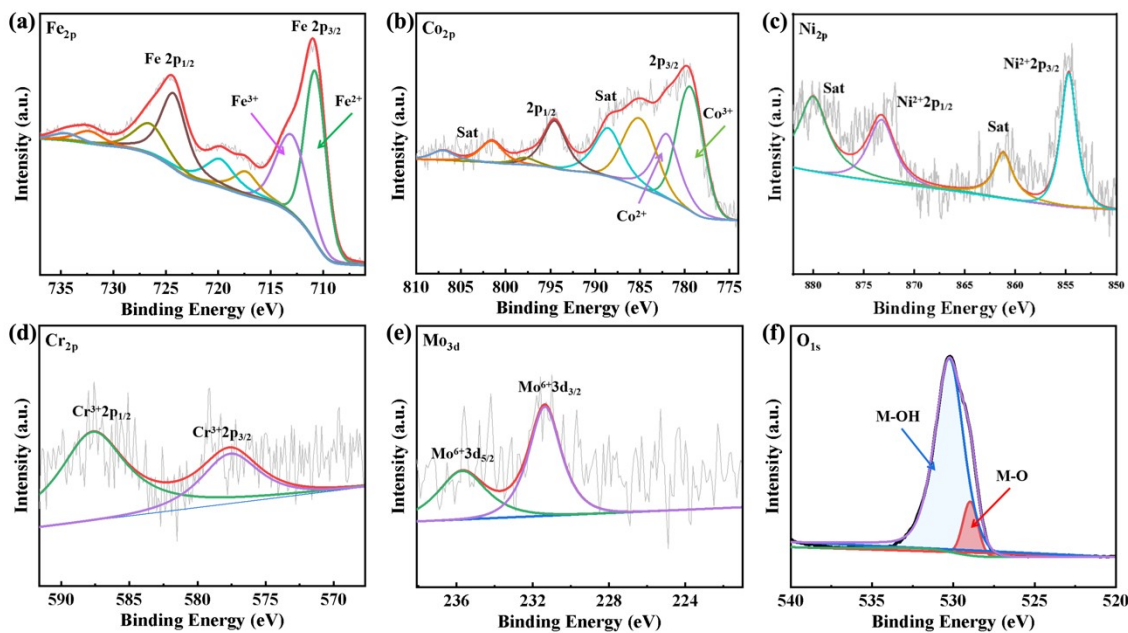 (a)
Fe₂ₚ
Fe 2p₃/₂
Fe 2p₁/₂
Fe³⁺
Fe²⁺
Intensity (a.u.)
735 730 725 720 715 710
Binding Energy (eV)
(b)
Co₂ₚ
2p₃/₂
Sat
2p₁/₂
Sat
Co³⁺
Co²⁺
Intensity (a.u.)
810 805 800 795 790 785 780 775
Binding Energy (eV)
(c)
Ni₂ₚ
Ni²⁺2p₃/₂
Sat
Ni²⁺2p₁/₂
Sat
Intensity (a.u.)
880 875 870 865 860 855 850
Binding Energy (eV)
(d)
Cr₂ₚ
Cr³⁺2p₁/₂
Cr³⁺2p₃/₂
Intensity (a.u.)
590 585 580 575 570
Binding Energy (eV)
(e)
Mo₃d
Mo⁶⁺3d₃/₂
Mo⁶⁺3d₅/₂
Intensity (a.u.)
236 232 228 224
Binding Energy (eV)
(f)
O₁ₛ
M-OH
M-O
Intensity (a.u.)
540 535 530 525 520
Binding Energy (eV)